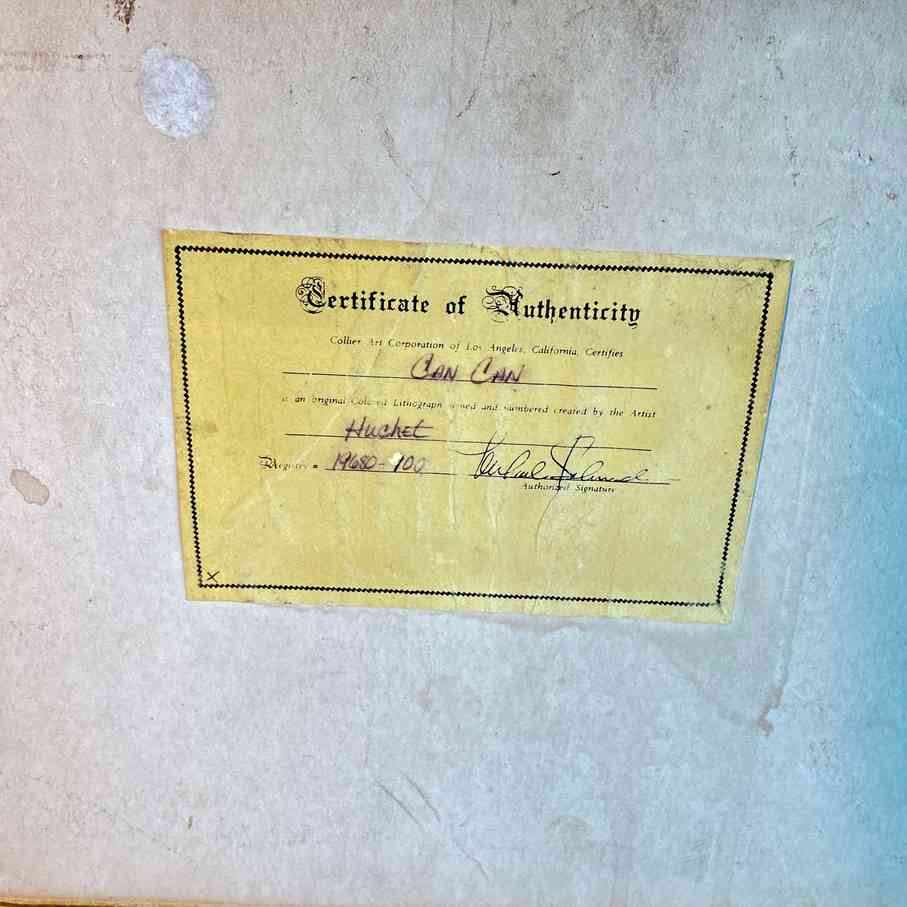 Certificate of Authenticity
Collier Art Corporation of Los Angeles, California, Certifies
Can Can
is an original Colored Lithograph signed and numbered created by the Artist
Huchet
Registry # 19680-100
Authorized Signature
X